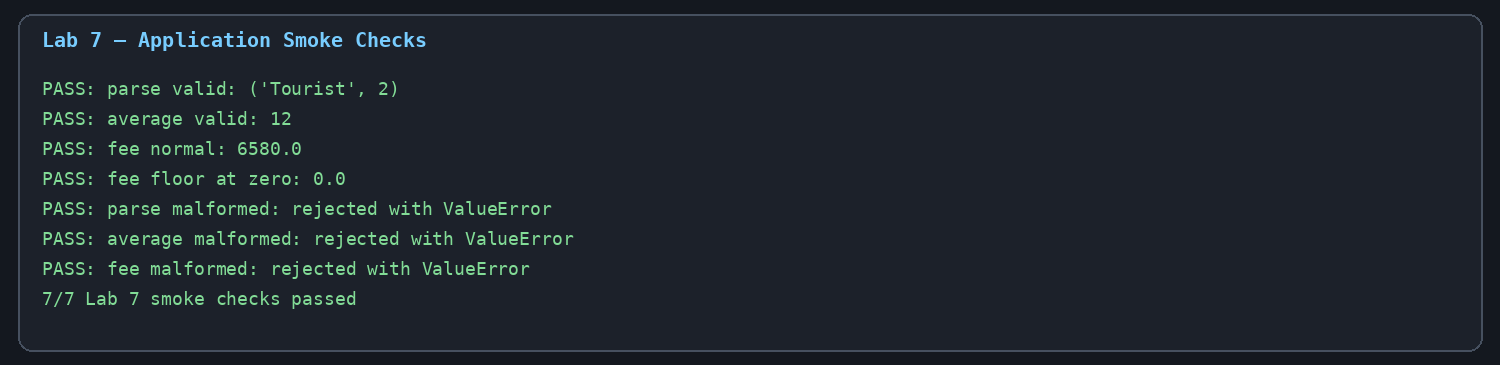 Lab 7 — Application Smoke Checks
PASS: parse valid: ('Tourist', 2)
PASS: average valid: 12
PASS: fee normal: 6580.0
PASS: fee floor at zero: 0.0
PASS: parse malformed: rejected with ValueError
PASS: average malformed: rejected with ValueError
PASS: fee malformed: rejected with ValueError
7/7 Lab 7 smoke checks passed